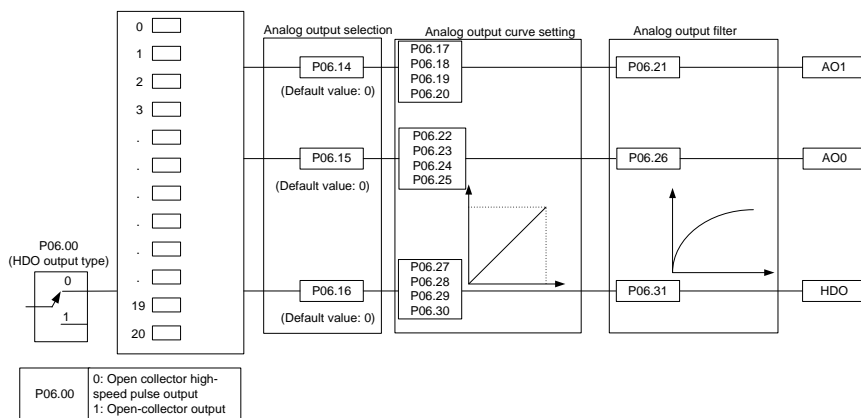 Analog output selection
Analog output curve setting
Analog output filter
0
1
2
3
.
.
.
.
.
.
19
20
P06.14
(Default value: 0)
P06.17
P06.18
P06.19
P06.20
P06.21
AO1
P06.15
(Default value: 0)
P06.22
P06.23
P06.24
P06.25
P06.26
AO0
P06.00
(HDO output type)
0
1
P06.16
(Default value: 0)
P06.27
P06.28
P06.29
P06.30
P06.31
HDO
P06.00
0: Open collector high-
speed pulse output
1: Open-collector output